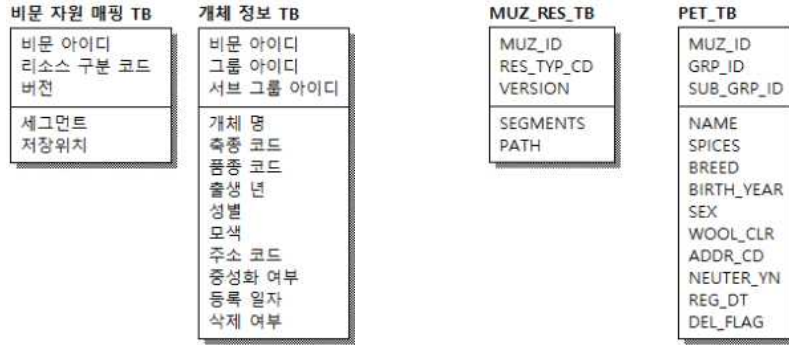 비문 자원 매핑 TB
비문 아이디
리소스 구분 코드
버전
세그먼트
저장위치
개체 정보 TB
비문 아이디
그룹 아이디
서브 그룹 아이디
개체 명
축종 코드
품종 코드
출생 년
성별
모색
주소 코드
중성화 여부
등록 일자
삭제 여부
MUZ_RES_TB
MUZ_ID
RES_TYP_CD
VERSION
SEGMENTS
PATH
PET_TB
MUZ_ID
GRP_ID
SUB_GRP_ID
NAME
SPICES
BREED
BIRTH_YEAR
SEX
WOOL_CLR
ADDR_CD
NEUTER_YN
REG_DT
DEL_FLAG